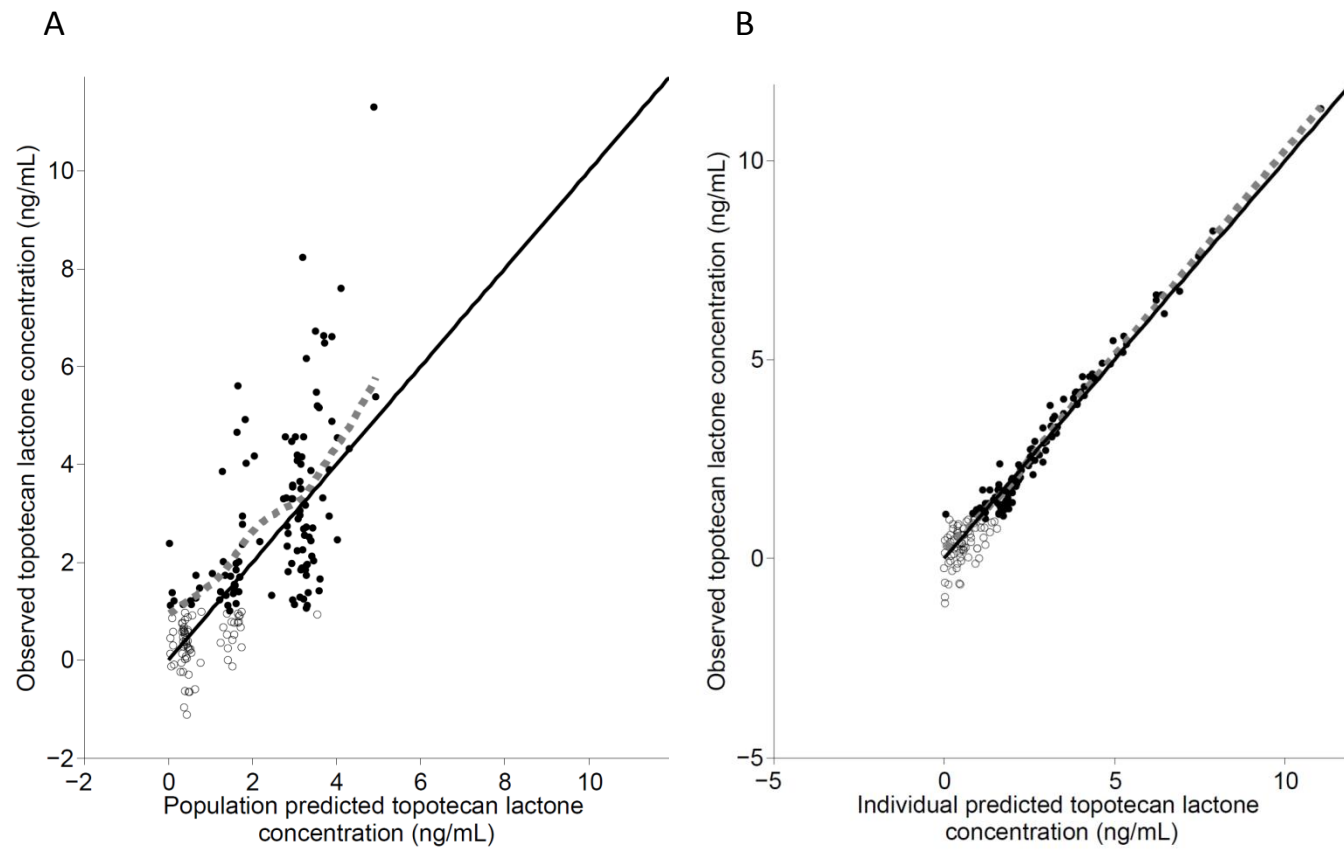 A
Observed topotecan lactone concentration (ng/mL)
10
8
6
4
2
0
−2
−2
0
2
4
6
8
10
Population predicted topotecan lactone
concentration (ng/mL)
B
Observed topotecan lactone concentration (ng/mL)
10
5
0
−5
−5
0
5
10
Individual predicted topotecan lactone
concentration (ng/mL)